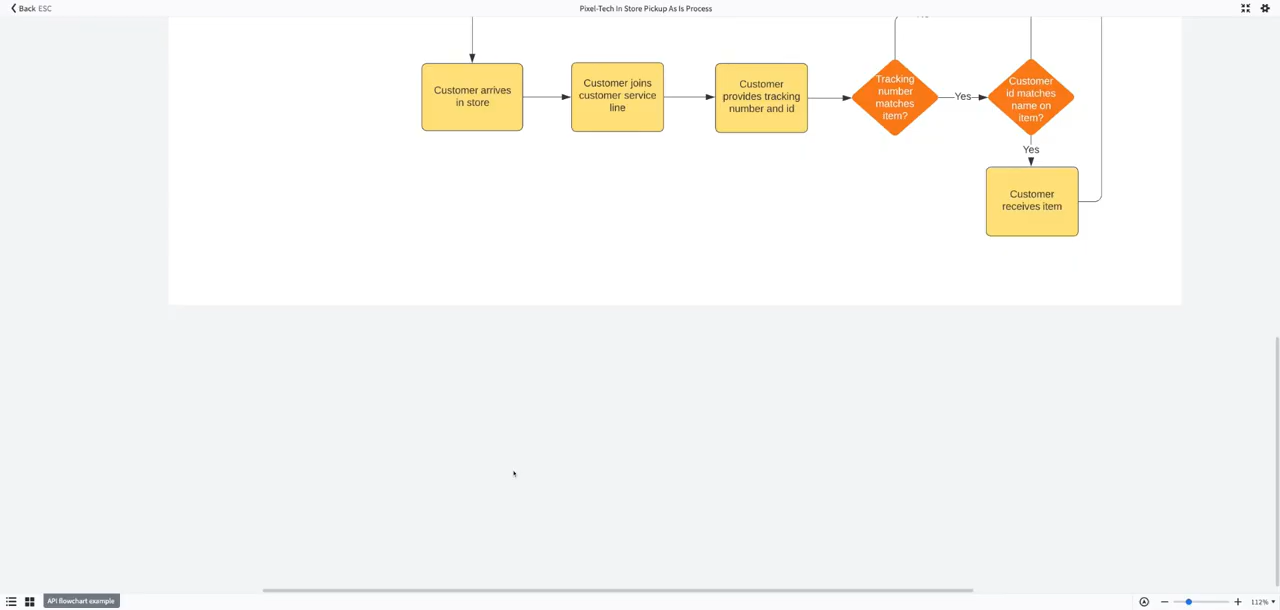 Back ESC
Pixel-Tech In Store Pickup As Is Process
Customer arrives
in store
Customer joins
customer service
line
Customer
provides tracking
number and id
Tracking
number
matches
item?
Yes
Customer
id matches
name on
item?
Yes
Customer
receives item
API flowchart example
112%